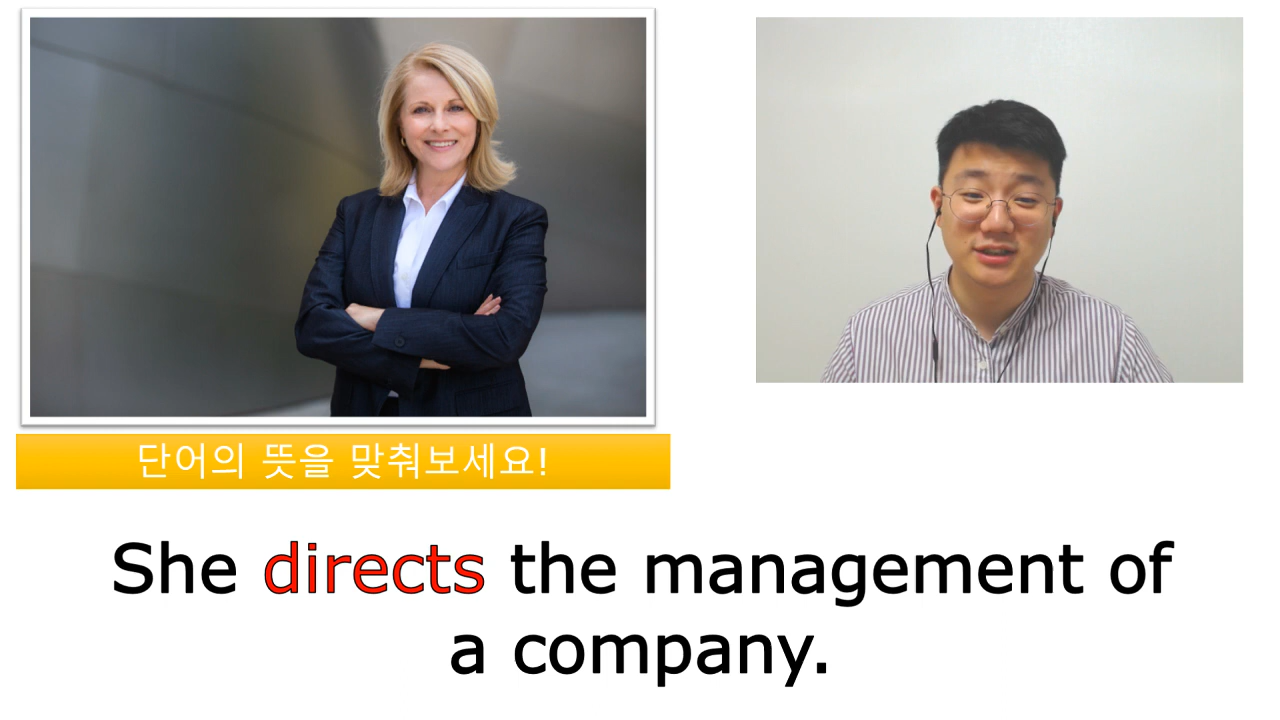 단어의 뜻을 맞춰보세요!
She directs the management of
a company.